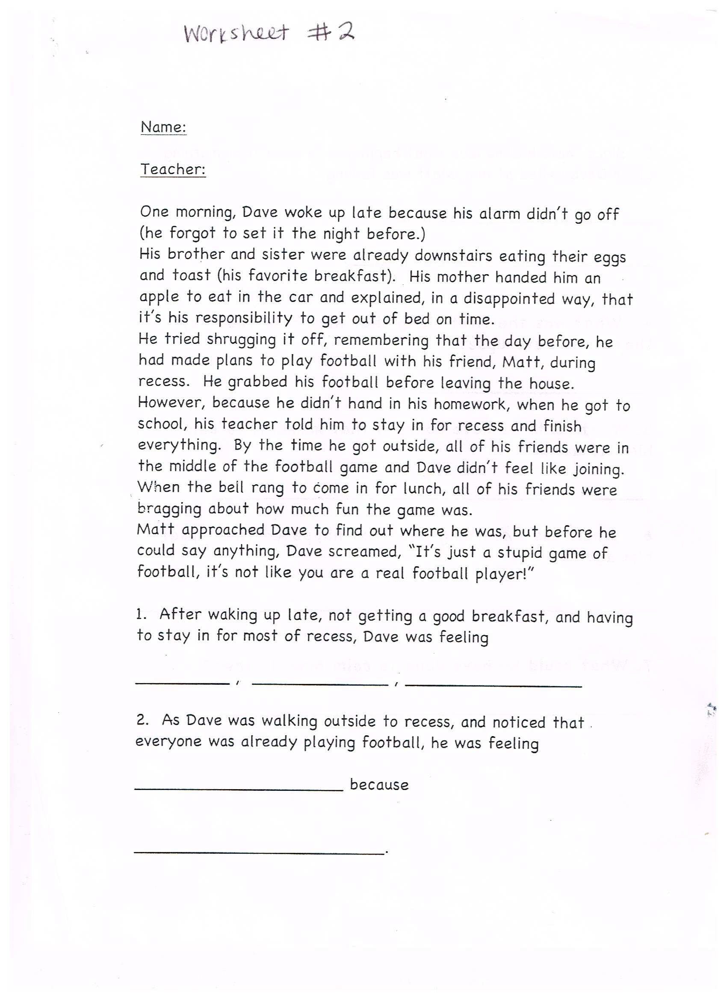 Worksheet #2
Name:
Teacher:
One morning, Dave woke up late because his alarm didn't go off
(he forgot to set it the night before.)
His brother and sister were already downstairs eating their eggs
and toast (his favorite breakfast). His mother handed him an
apple to eat in the car and explained, in a disappointed way, that
it's his responsibility to get out of bed on time.
He tried shrugging it off, remembering that the day before, he
had made plans to play football with his friend, Matt, during
recess. He grabbed his football before leaving the house.
However, because he didn't hand in his homework, when he got to
school, his teacher told him to stay in for recess and finish
everything. By the time he got outside, all of his friends were in
the middle of the football game and Dave didn't feel like joining.
When the bell rang to come in for lunch, all of his friends were
bragging about how much fun the game was.
Matt approached Dave to find out where he was, but before he
could say anything, Dave screamed, "It's just a stupid game of
football, it's not like you are a real football player!"
1. After waking up late, not getting a good breakfast, and having
to stay in for most of recess, Dave was feeling
__________, ______________, __________________
2. As Dave was walking outside to recess, and noticed that
everyone was already playing football, he was feeling
_____________________ because
_________________________.